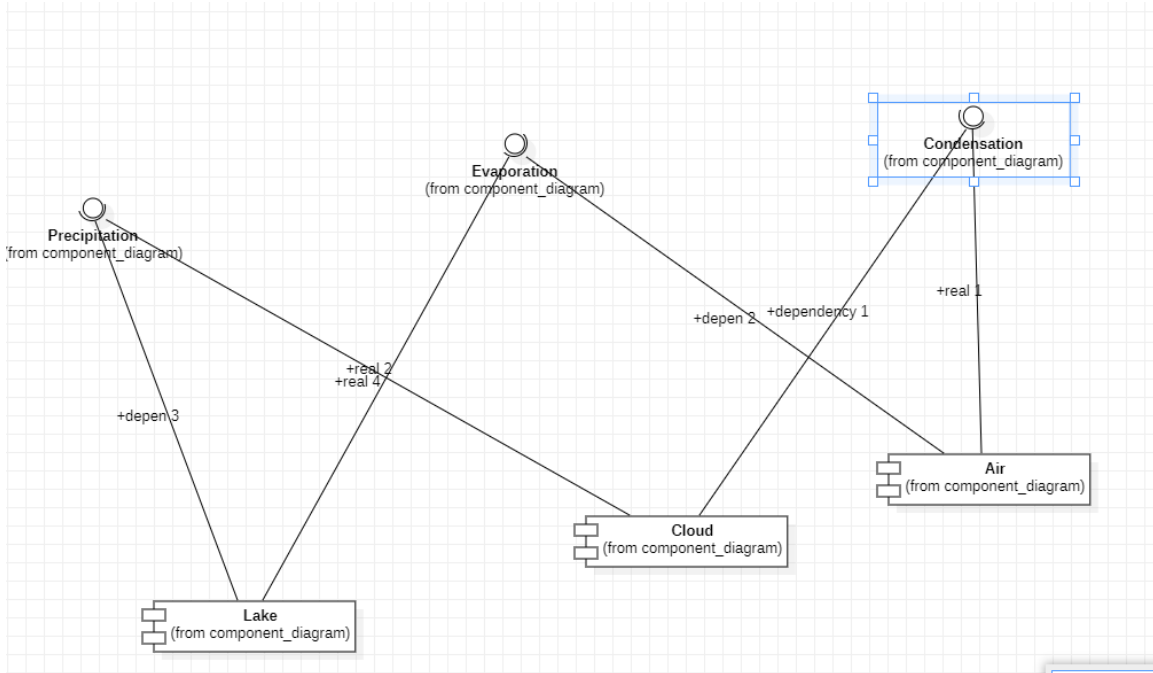 Condensation
(from component_diagram)
Evaporation
(from component_diagram)
Precipitation
(from component_diagram)
+real 1
+dependency 1
+depen 2
+real 2
+real 4
+depen 3
Air
(from component_diagram)
Cloud
(from component_diagram)
Lake
(from component_diagram)